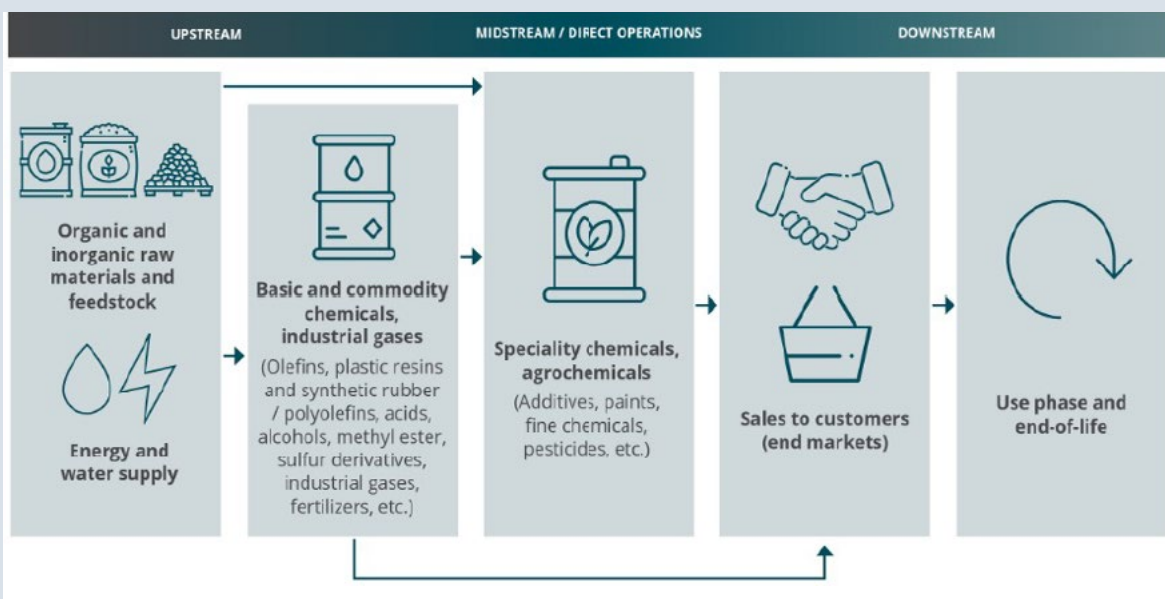 UPSTREAM
MIDSTREAM / DIRECT OPERATIONS
DOWNSTREAM
Organic and
inorganic raw
materials and
feedstock
Energy and
water supply
Basic and commodity
chemicals,
industrial gases
(Olefins, plastic resins
and synthetic rubber
/ polyolefins, acids,
alcohols, methyl ester,
sulfur derivatives,
industrial gases,
fertilizers, etc.)
Speciality chemicals,
agrochemicals
(Additives, paints,
fine chemicals,
pesticides, etc.)
Sales to customers
(end markets)
Use phase and
end-of-life